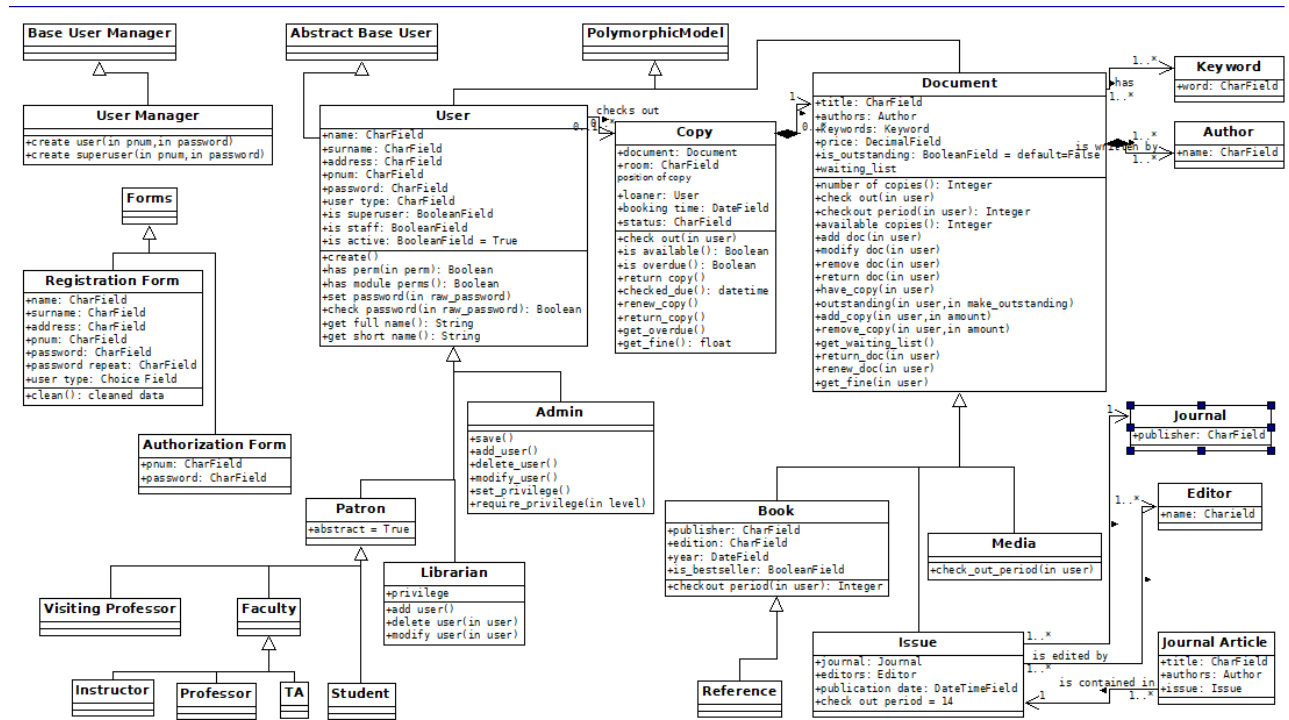 Base User Manager
Abstract Base User
PolymorphicModel
User Manager
+create user(in pnum,in password)
+create superuser(in pnum,in password)
Forms
Registration Form
+name: CharField
+surname: CharField
+address: CharField
+pnum: CharField
+password: CharField
+password repeat: CharField
+user type: Choice Field
+clean(): cleaned data
Authorization Form
+pnum: CharField
+password: CharField
User
+name: CharField
+surname: CharField
+address: CharField
+pnum: CharField
+password: CharField
+user type: CharField
+is superuser: BooleanField
+is staff: BooleanField
+is active: BooleanField = True
+create()
+has perm(in perm): Boolean
+has module perms(): Boolean
+set password(in raw_password)
+check password(in raw_password): Boolean
+get full name(): String
+get short name(): String
checks out
Copy
+document: Document
+room: CharField
position of copy
+loaner: User
+booking time: DateField
+status: CharField
+check out(in user)
+is available(): Boolean
+is overdue(): Boolean
+return copy()
+checked_due(): datetime
+renew_copy()
+return_copy()
+get_overdue()
+get_fine(): float
1
Document
+title: CharField
+authors: Author
+keywords: Keyword
+price: DecimalField
+is_outstanding: BooleanField = default=False
+waiting_list
+number of copies(): Integer
+check out(in user)
+checkout period(in user): Integer
+available copies(): Integer
+add doc(in user)
+modify doc(in user)
+remove doc(in user)
+return doc(in user)
+have_copy(in user)
+outstanding(in user,in make_outstanding)
+add_copy(in user,in amount)
+remove_copy(in user,in amount)
+get_waiting_list()
+return_doc(in user)
+renew_doc(in user)
+get_fine(in user)
1..*
has
1..*
Keyword
+word: CharField
1..*
is written by
1..*
Author
+name: CharField
Admin
+save()
+add_user()
+delete_user()
+modify_user()
+set_privilege()
+require_privilege(in level)
Patron
+abstract = True
Librarian
+privilege
+add user()
+delete user(in user)
+modify user(in user)
Visiting Professor
Faculty
Instructor
Professor
TA
Student
Book
+publisher: CharField
+edition: CharField
+year: DateField
+is_bestseller: BooleanField
+checkout period(in user): Integer
Reference
Media
+check_out_period(in user)
1
Journal
+publisher: CharField
1..*
Editor
+name: Charield
Issue
+journal: Journal
+editors: Editor
+publication date: DateTimeField
+check out period = 14
1..*
is edited by
1..*
is contained in
1
1..*
Journal Article
+title: CharField
+authors: Author
+issue: Issue